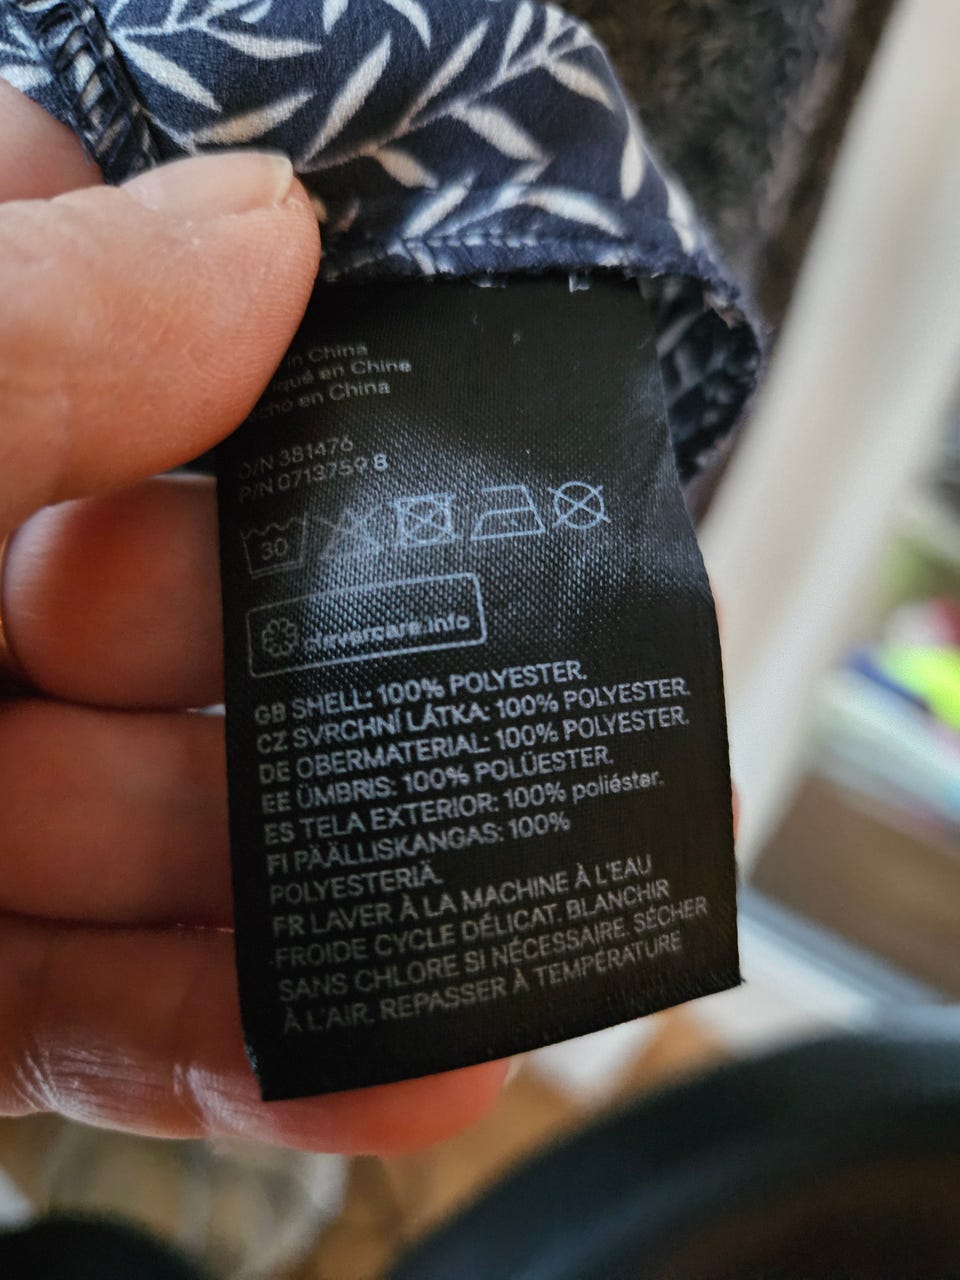 in China
iqué en Chine
cho en China
O/N 381476
P/N 0713759 8
30
clevercare.info
GB SHELL: 100% POLYESTER.
CZ SVRCHNÍ LÁTKA: 100% POLYESTER.
DE OBERMATERIAL: 100% POLYESTER.
EE ÜMBRIS: 100% POLÜESTER.
ES TELA EXTERIOR: 100% poliéster.
FI PÄÄLLISKANGAS: 100%
POLYESTERIÄ.
FR LAVER À LA MACHINE À L'EAU
FROIDE CYCLE DÉLICAT. BLANCHIR
SANS CHLORE SI NÉCESSAIRE. SÉCHER
À L'AIR. REPASSER À TEMPÉRATURE